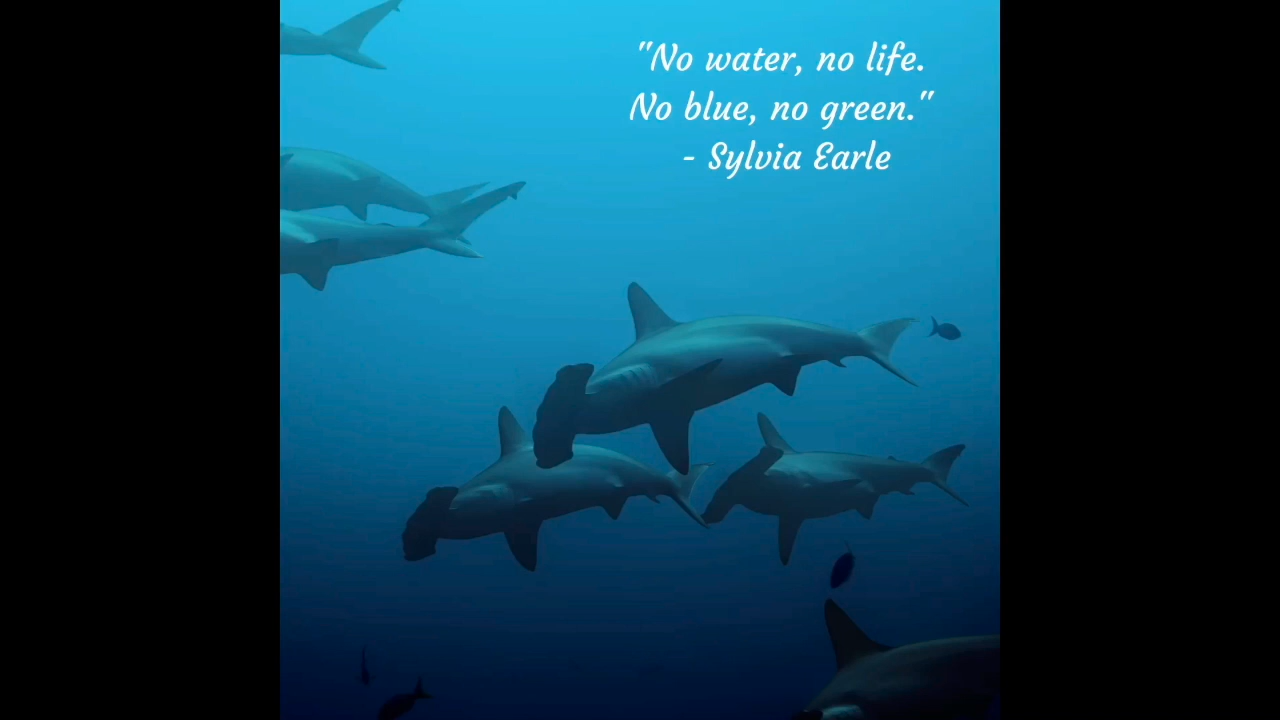 "No water, no life.
No blue, no green."
- Sylvia Earle